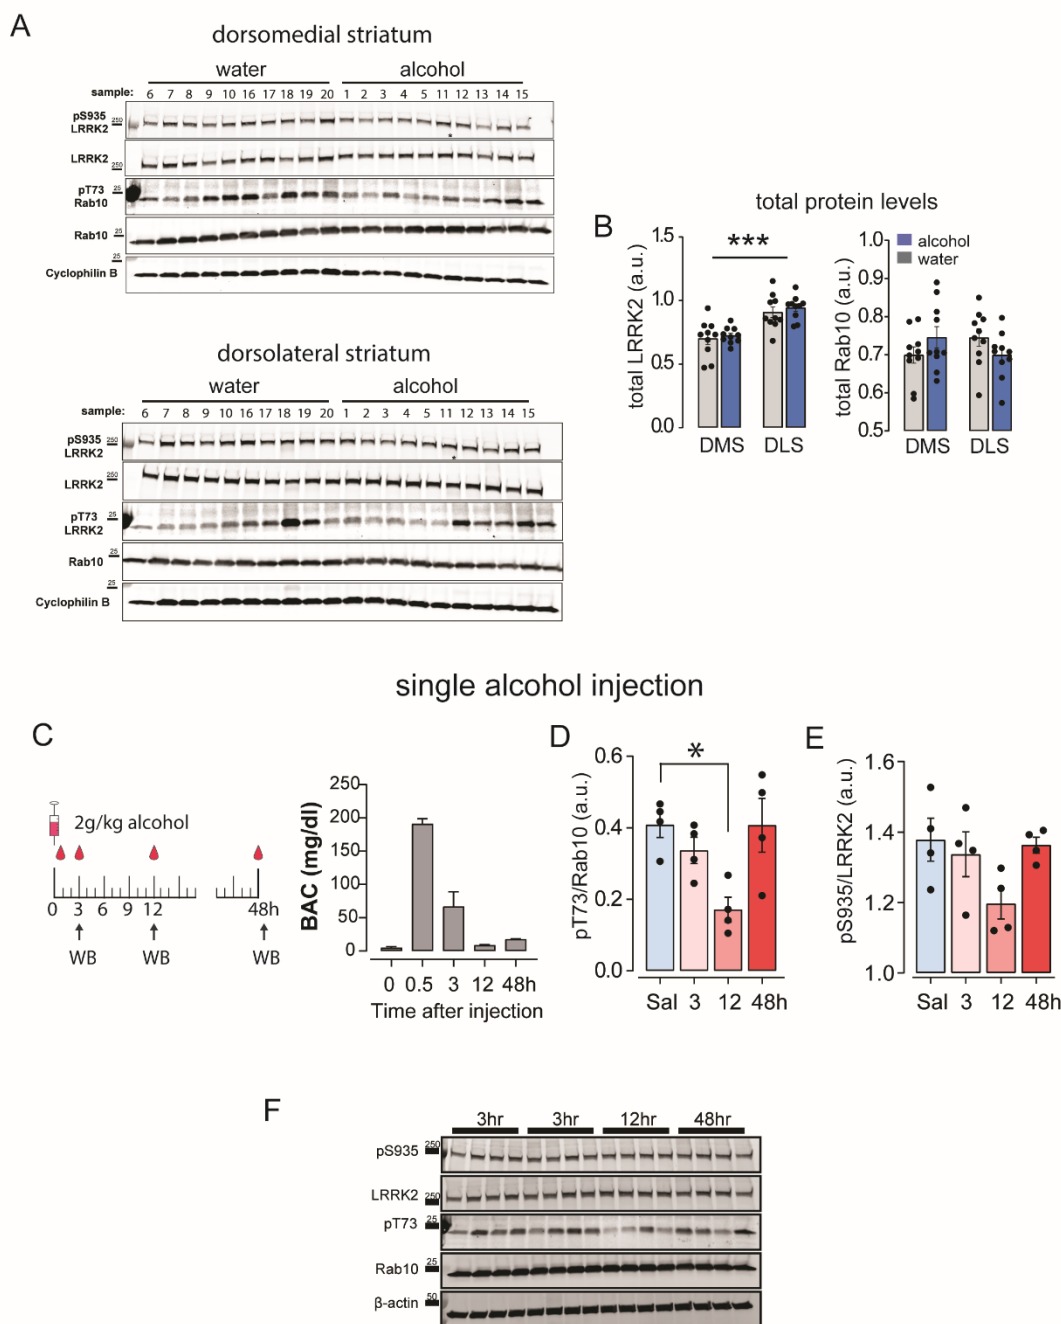 A
dorsomedial striatum
water alcohol
sample: 6 7 8 9 10 16 17 18 19 20 1 2 3 4 5 11 12 13 14 15
pS935
LRRK2
250
LRRK2
250
pT73
Rab10
25
Rab10
25
Cyclophilin B
25
dorsolateral striatum
water alcohol
sample: 6 7 8 9 10 16 17 18 19 20 1 2 3 4 5 11 12 13 14 15
pS935
LRRK2
250
LRRK2
250
pT73
LRRK2
25
Rab10
25
Cyclophilin B
25
B
total protein levels
total LRRK2 (a.u.)
1.5
1.0
0.5
0.0
***
DMS DLS
total Rab10 (a.u.)
1.0
0.9
0.8
0.7
0.6
0.5
alcohol
water
DMS DLS
single alcohol injection
C
2g/kg alcohol
0 3 6 9 12 48h
WB WB WB
BAC (mg/dl)
250
200
150
100
50
0
0 0.5 3 12 48h
Time after injection
D
pT73/Rab10 (a.u.)
0.6
0.4
0.2
0.0
*
Sal 3 12 48h
E
pS935/LRRK2 (a.u.)
1.6
1.4
1.2
1.0
Sal 3 12 48h
F
3hr 3hr 12hr 48hr
pS935 250
LRRK2 250
pT73 25
Rab10 25
β-actin 50